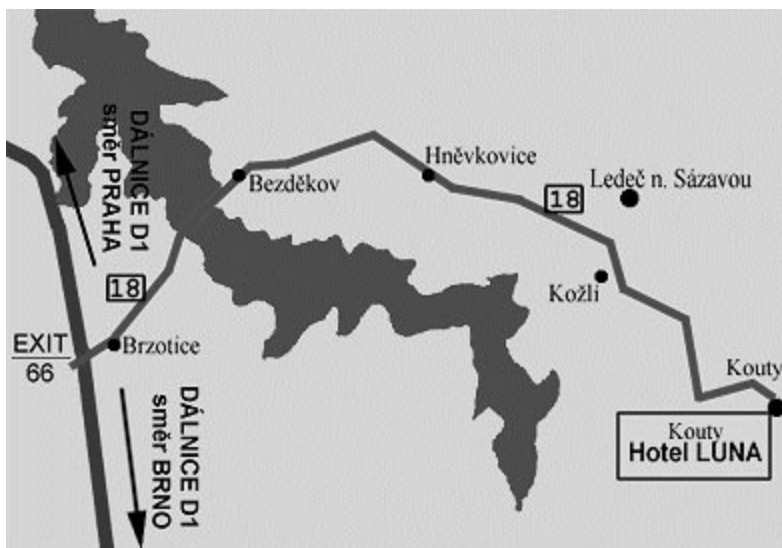 DÁLNICE D1
směr PRAHA
Bezděkov
Hněvkovice
18
Ledeč n. Sázavou
18
Kožli
EXIT
66
Brzotice
Kouty
DÁLNICE D1
směr BRNO
Kouty
Hotel LUNA